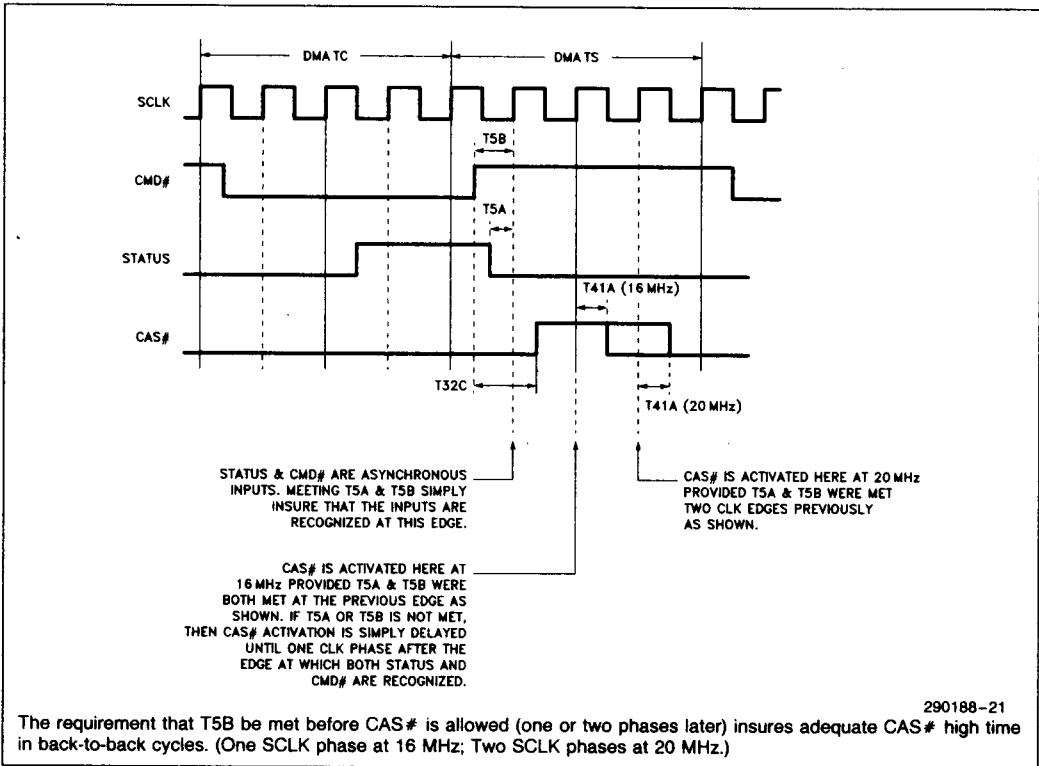 DMA TC
DMA TS
SCLK
T5B
CMD#
T5A
STATUS
T41A (16 MHz)
CAS#
T32C
T41A (20 MHz)
STATUS & CMD# ARE ASYNCHRONOUS
INPUTS. MEETING T5A & T5B SIMPLY
INSURE THAT THE INPUTS ARE
RECOGNIZED AT THIS EDGE.
CAS# IS ACTIVATED HERE AT 20 MHz
PROVIDED T5A & T5B WERE MET
TWO CLK EDGES PREVIOUSLY
AS SHOWN.
CAS# IS ACTIVATED HERE AT
16 MHz PROVIDED T5A & T5B WERE
BOTH MET AT THE PREVIOUS EDGE AS
SHOWN. IF T5A OR T5B IS NOT MET,
THEN CAS# ACTIVATION IS SIMPLY DELAYED
UNTIL ONE CLK PHASE AFTER THE
EDGE AT WHICH BOTH STATUS AND
CMD# ARE RECOGNIZED.
290188–21
The requirement that T5B be met before CAS# is allowed (one or two phases later) insures adequate CAS# high time
in back-to-back cycles. (One SCLK phase at 16 MHz; Two SCLK phases at 20 MHz.)